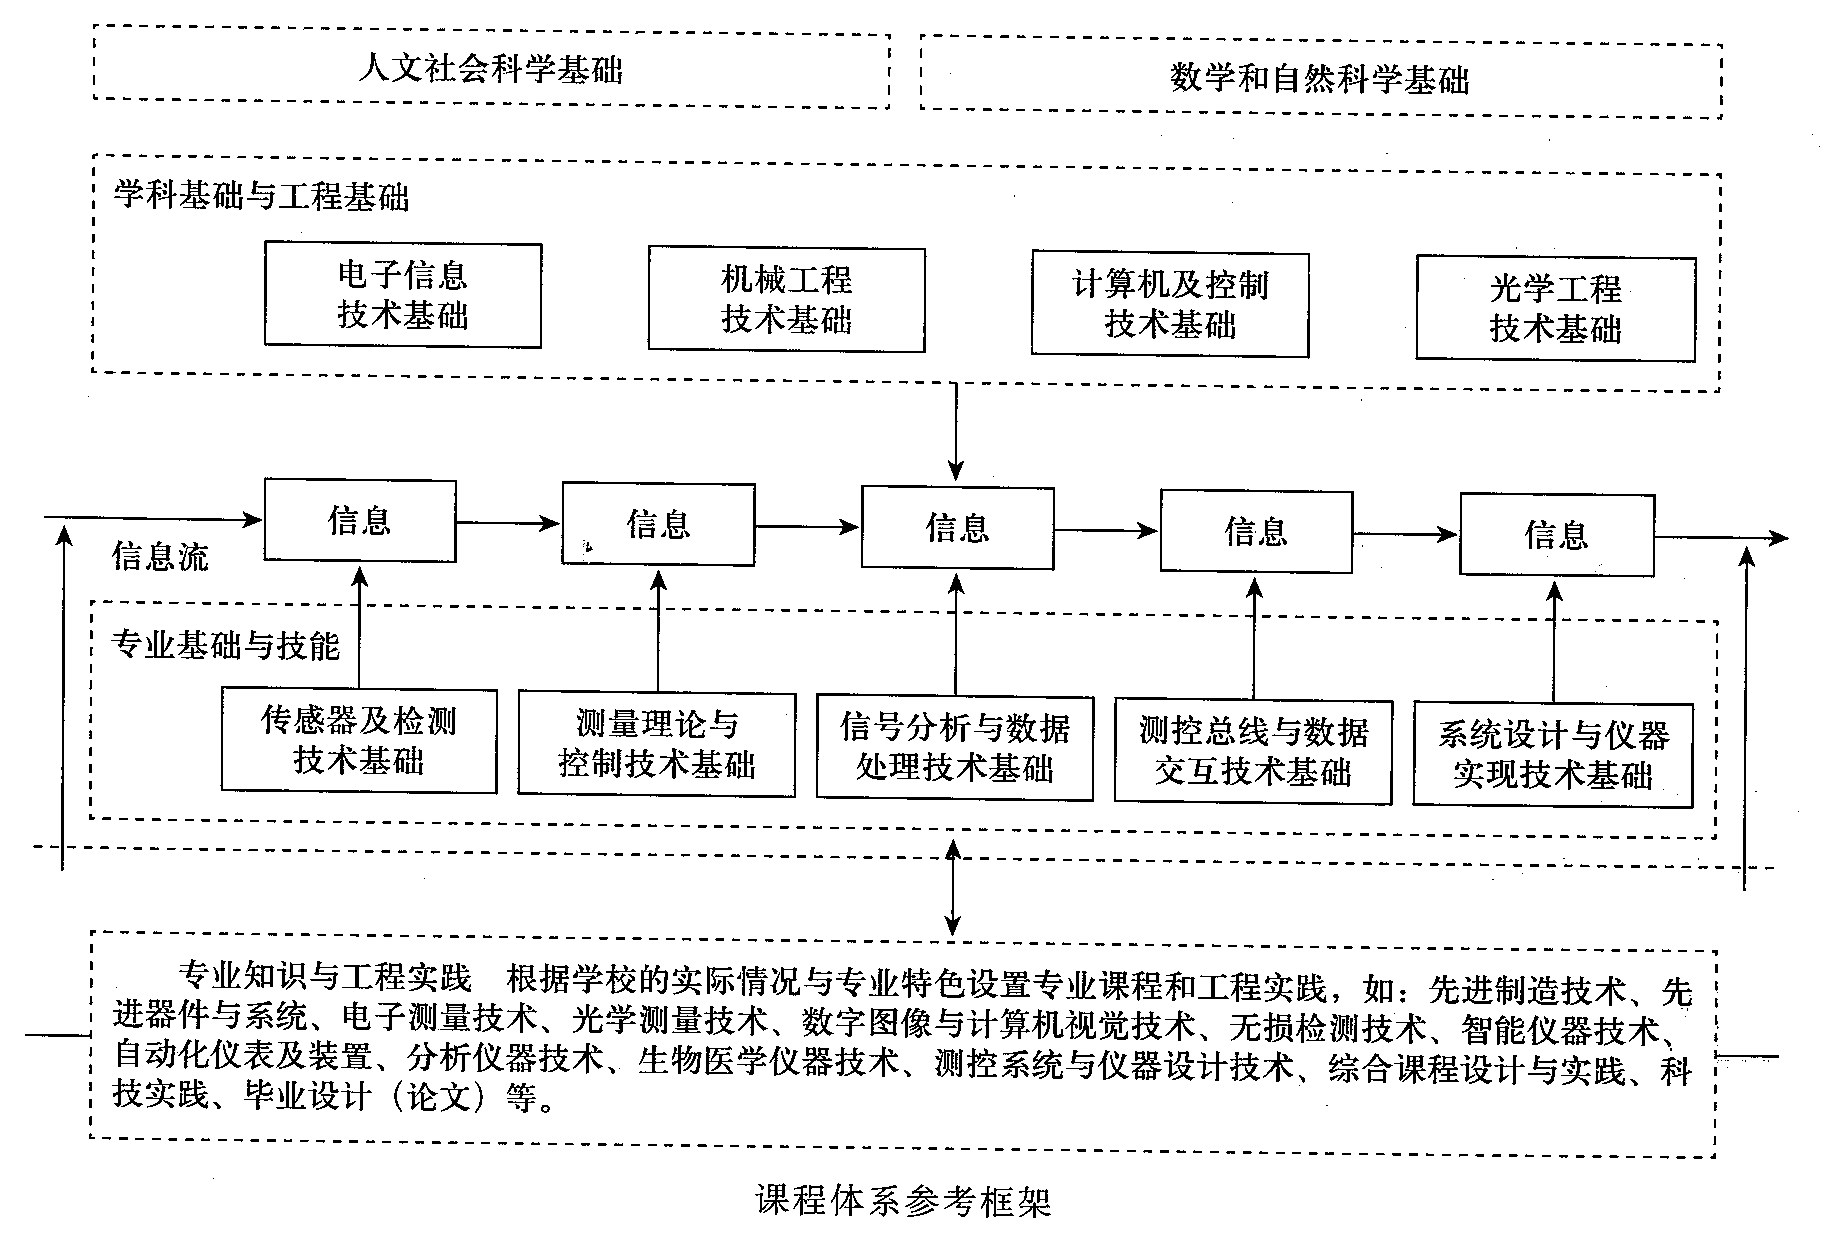 人文社会科学基础
数学和自然科学基础
学科基础与工程基础
电子信息
技术基础
机械工程
技术基础
计算机及控制
技术基础
光学工程
技术基础
信息
信息
信息
信息
信息
信息流
专业基础与技能
传感器及检测
技术基础
测量理论与
控制技术基础
信号分析与数据
处理技术基础
测控总线与数据
交互技术基础
系统设计与仪器
实现技术基础
专业知识与工程实践 根据学校的实际情况与专业特色设置专业课程和工程实践，如：先进制造技术、先
进器件与系统、电子测量技术、光学测量技术、数字图像与计算机视觉技术、无损检测技术、智能仪器技术、
自动化仪表及装置、分析仪器技术、生物医学仪器技术、测控系统与仪器设计技术、综合课程设计与实践、科
技实践、毕业设计（论文）等。
课程体系参考框架